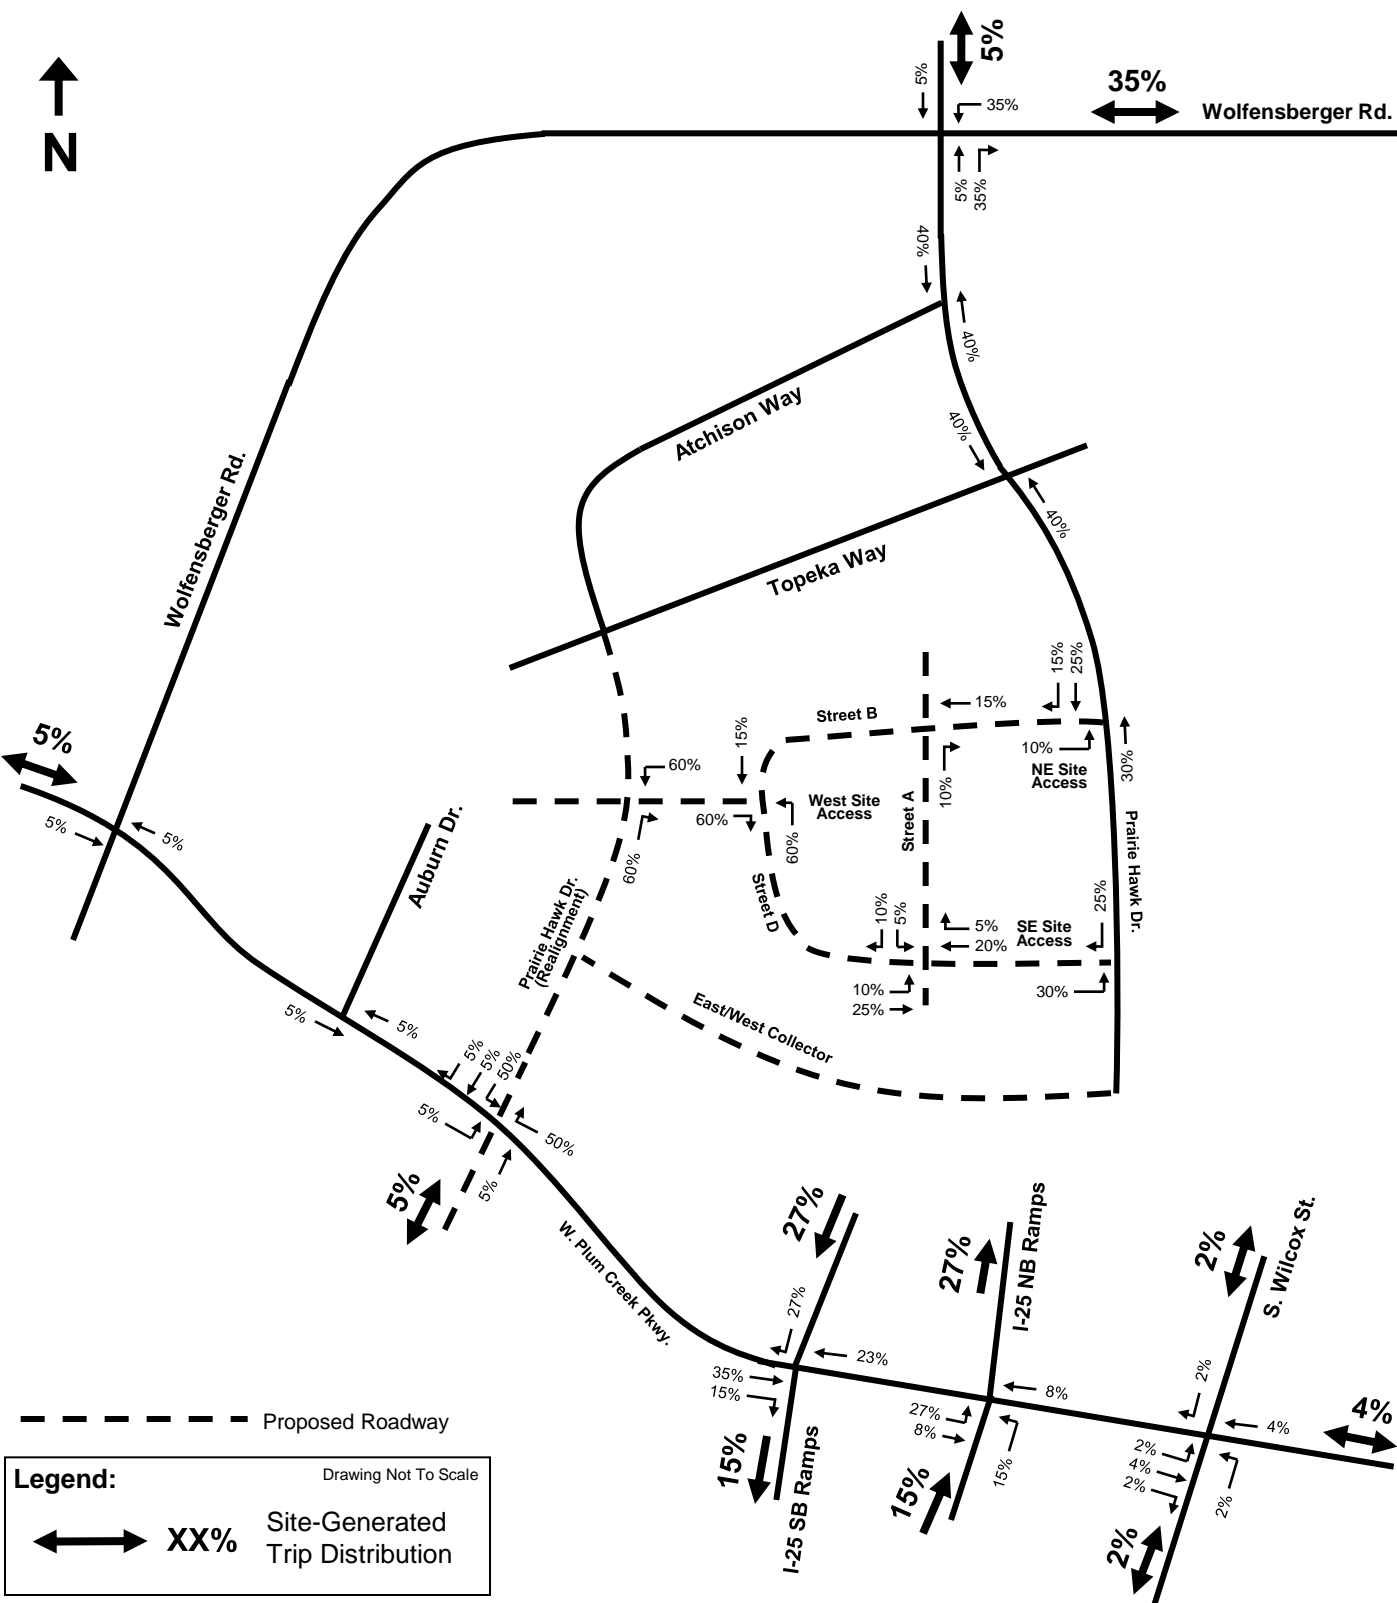 5%
35%
Wolfensberger Rd.
N
5%
35%
5%
35%
40%
40%
Atchison Way
40%
40%
Topeka Way
Wolfensberger Rd.
15%
25%
15%
Street B
15%
10%
NE Site
Access
10%
30%
60%
60%
West Site
Access
60%
60%
Street A
Prairie Hawk Dr.
5%
5%
5%
Auburn Dr.
Prairie Hawk Dr.
(Realignment)
Street D
10%
5%
5%
20%
SE Site
Access
25%
10%
25%
30%
East/West Collector
5%
5%
5%
5%
50%
5%
50%
5%
5%
W. Plum Creek Pkwy.
27%
27%
23%
35%
15%
15%
I-25 SB Ramps
27%
I-25 NB Ramps
8%
27%
8%
15%
15%
2%
S. Wilcox St.
2%
4%
4%
2%
4%
2%
2%
2%
Proposed Roadway
Legend:
Drawing Not To Scale
XX%
Site-Generated
Trip Distribution